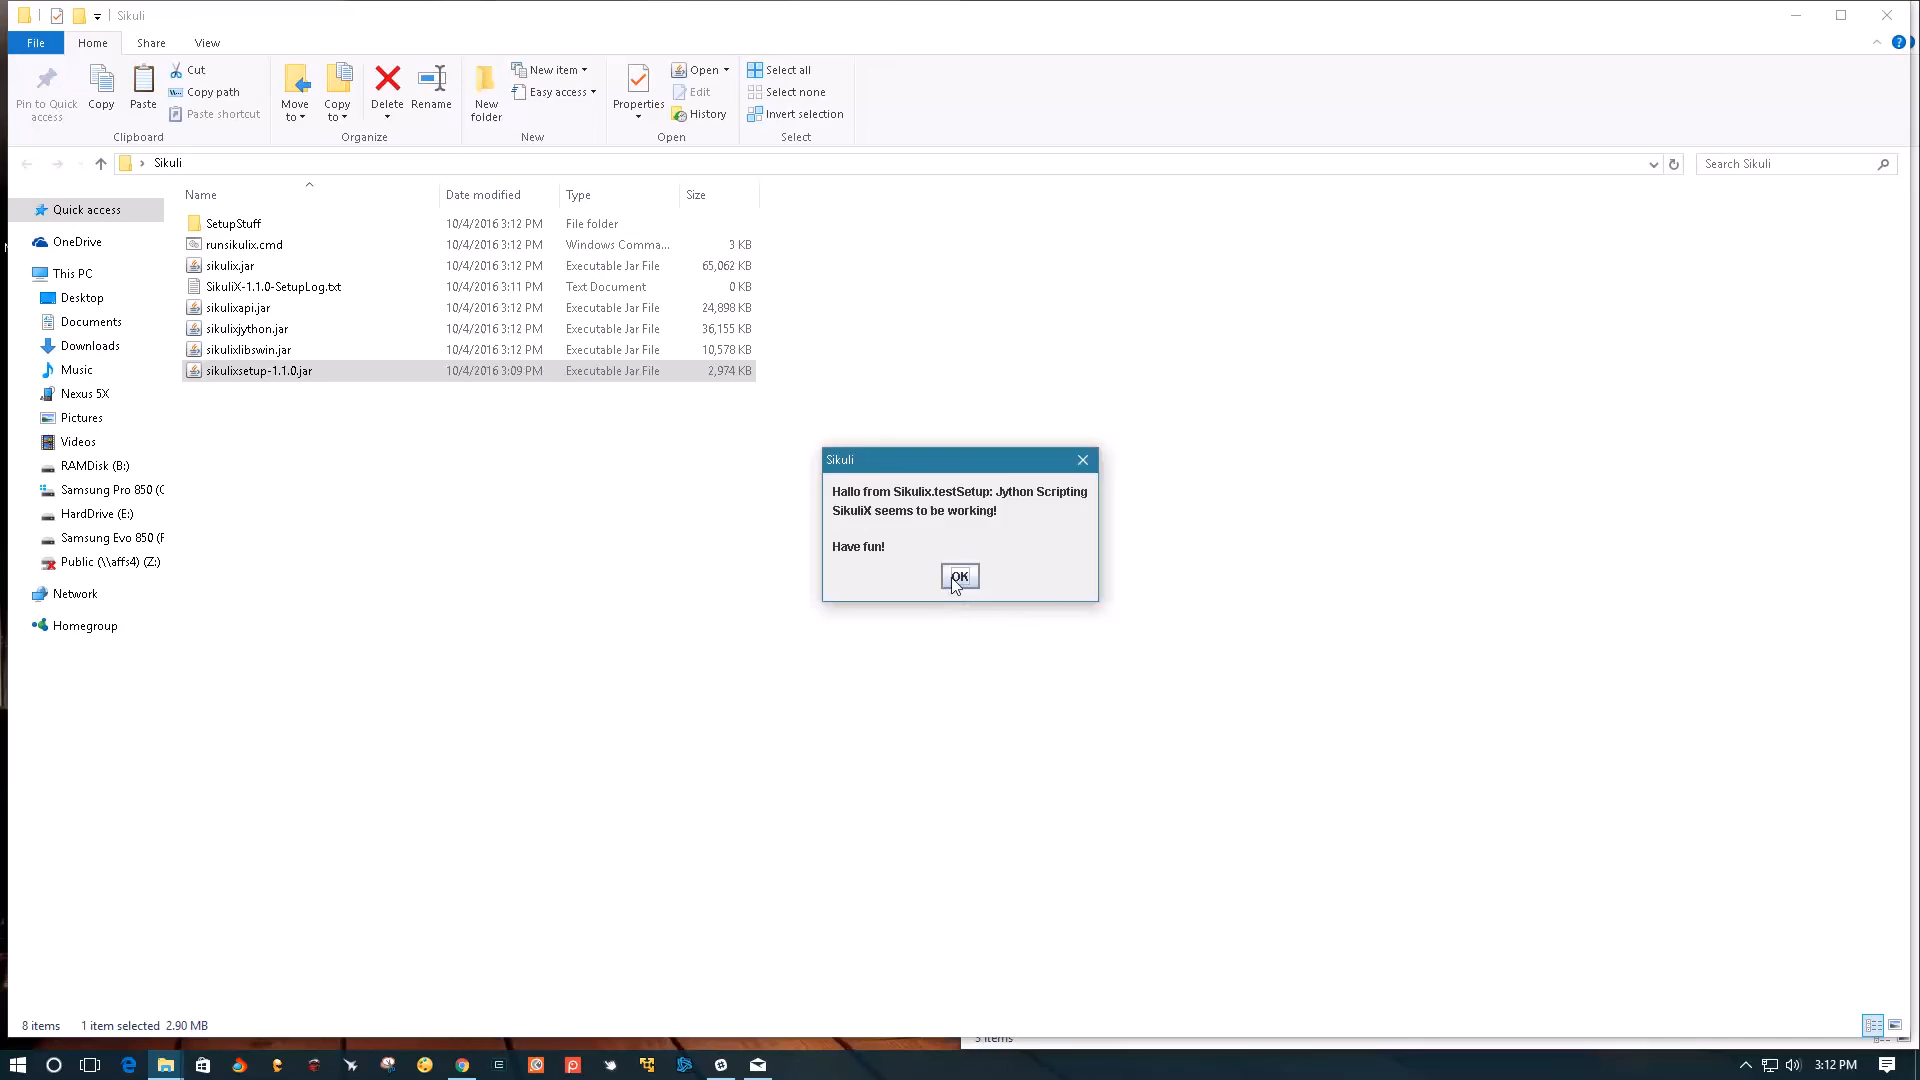 Sikuli
File Home Share View
Pin to Quick access
Copy
Paste
Cut
Copy path
Paste shortcut
Clipboard
Move to
Copy to
Delete
Rename
Organize
New folder
New item
Easy access
New
Properties
Open
Edit
History
Open
Select all
Select none
Invert selection
Select
Sikuli
Search Sikuli
Name Date modified Type Size
SetupStuff 10/4/2016 3:12 PM File folder
runsikulix.cmd 10/4/2016 3:12 PM Windows Comma... 3 KB
sikulix.jar 10/4/2016 3:12 PM Executable Jar File 65,062 KB
SikuliX-1.1.0-SetupLog.txt 10/4/2016 3:11 PM Text Document 0 KB
sikulixapi.jar 10/4/2016 3:12 PM Executable Jar File 24,898 KB
sikulixjython.jar 10/4/2016 3:12 PM Executable Jar File 36,155 KB
sikulixlibswin.jar 10/4/2016 3:12 PM Executable Jar File 10,578 KB
sikulixsetup-1.1.0.jar 10/4/2016 3:09 PM Executable Jar File 2,974 KB
Quick access
OneDrive
This PC
Desktop
Documents
Downloads
Music
Nexus 5X
Pictures
Videos
RAMDisk (B:)
Samsung Pro 850 (C
HardDrive (E:)
Samsung Evo 850 (F
Public (\\affs4) (Z:)
Network
Homegroup
Sikuli
Hallo from Sikulix.testSetup: Jython Scripting
SikuliX seems to be working!
Have fun!
OK
8 items 1 item selected 2.90 MB
3:12 PM